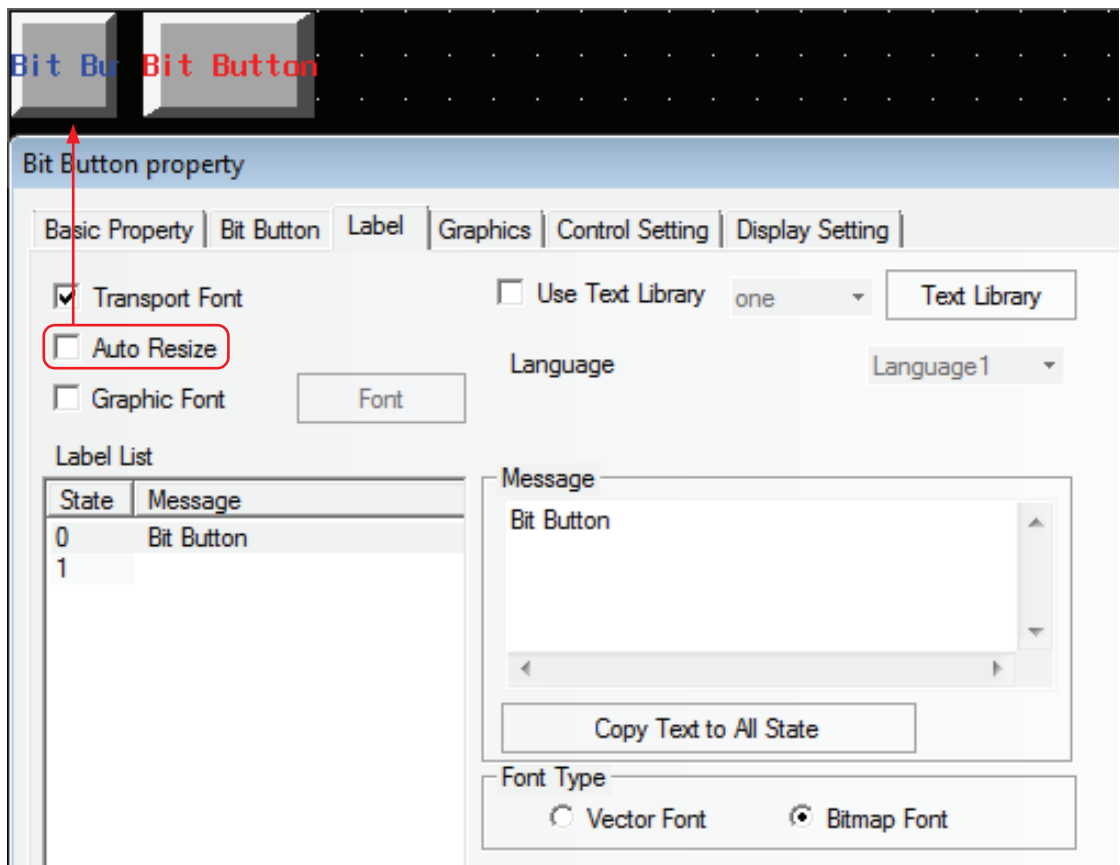 Bit Bu Bit Button
Bit Button property
Basic Property Bit Button Label Graphics Control Setting Display Setting
Transport Font
Use Text Library one Text Library
Auto Resize
Language Language1
Graphic Font Font
Label List
State Message
0 Bit Button
1
Message
Bit Button
Copy Text to All State
Font Type
Vector Font Bitmap Font